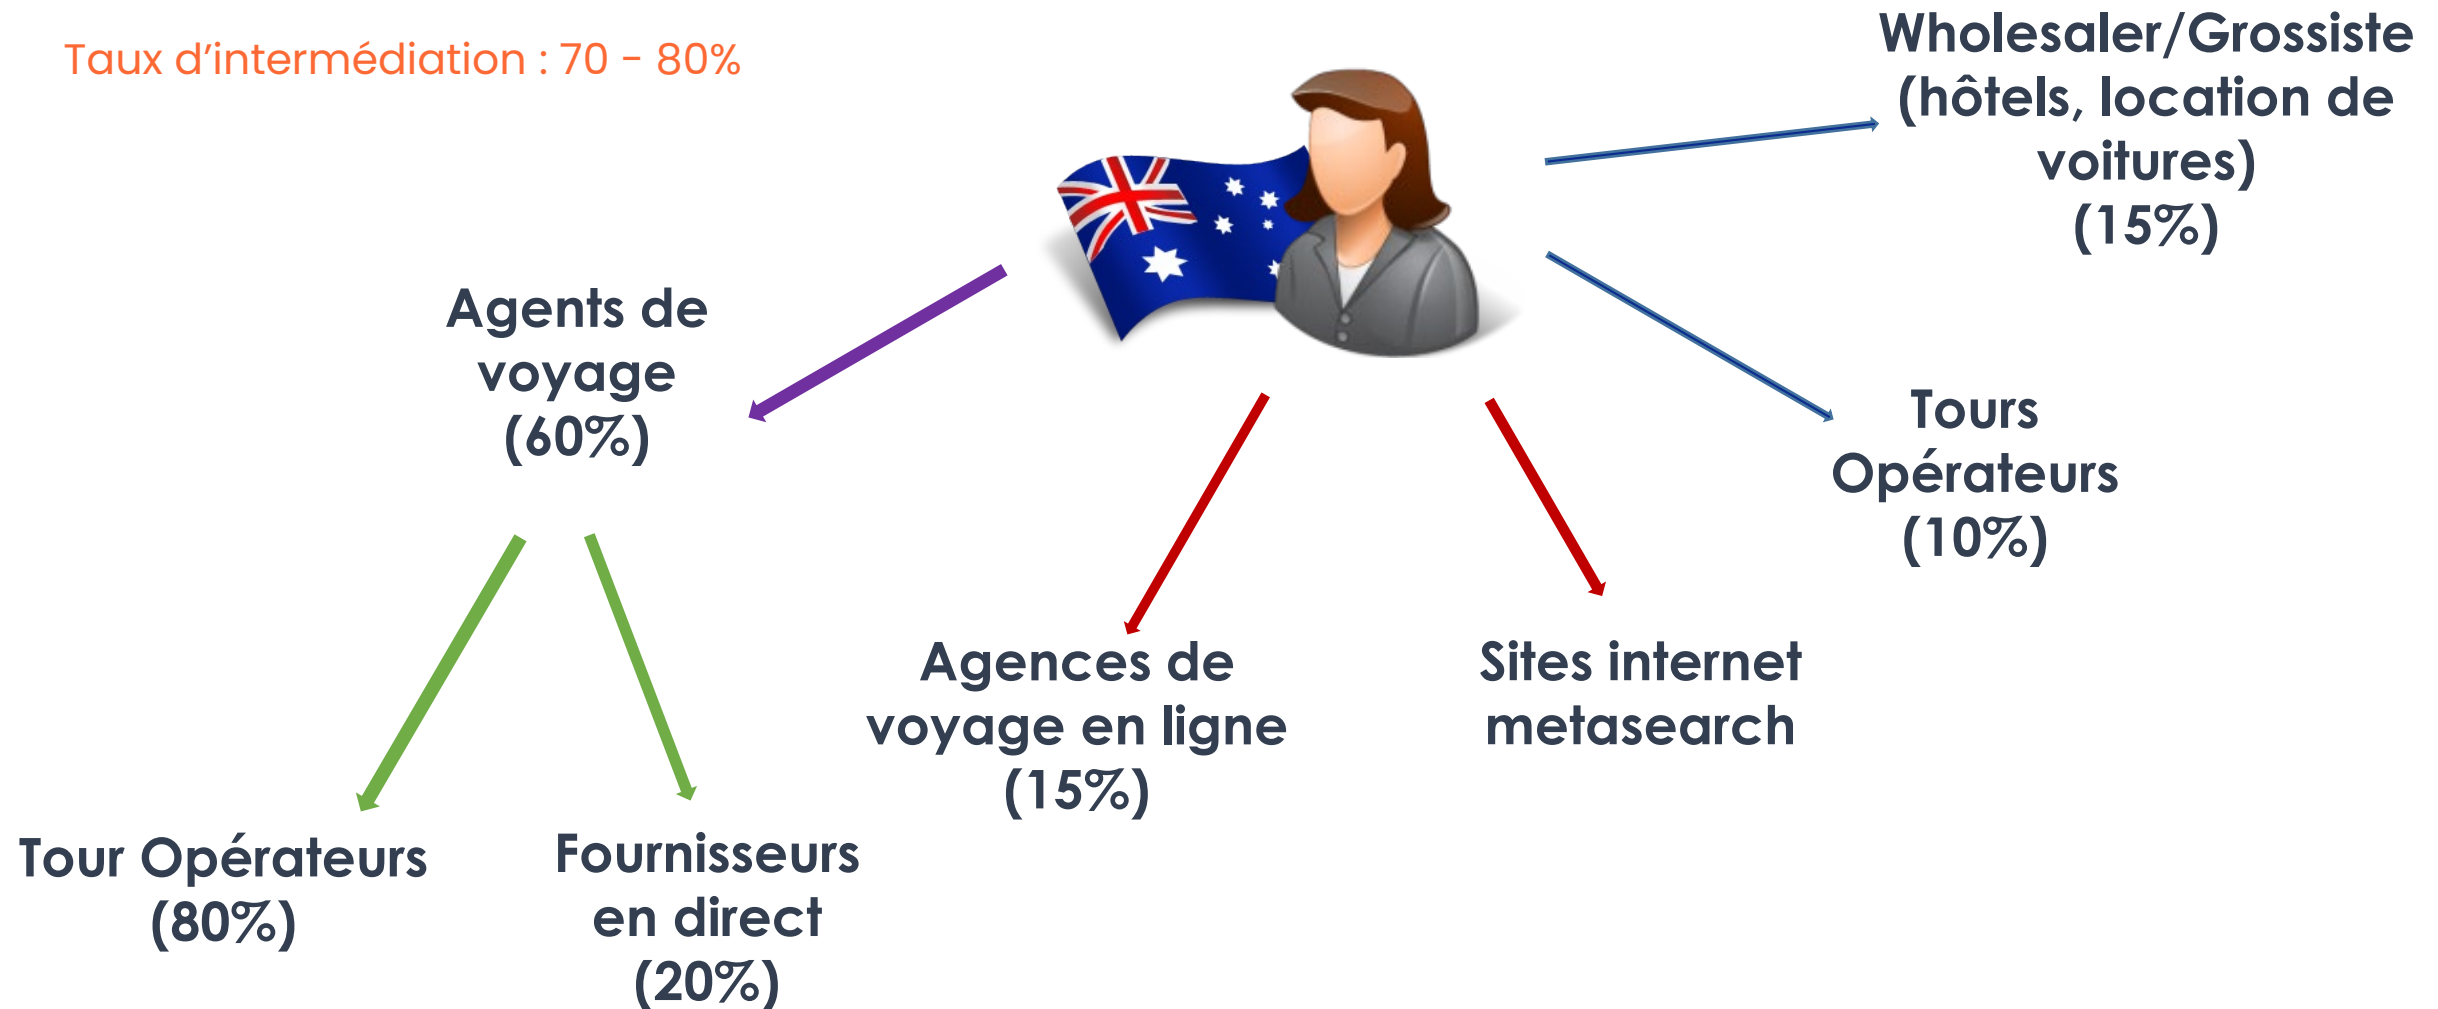 Taux d’intermédiation : 70 - 80%
Wholesaler/Grossiste
(hôtels, location de
voitures)
(15%)
Agents de
voyage
(60%)
Tours
Opérateurs
(10%)
Agences de
voyage en ligne
(15%)
Sites internet
metasearch
Tour Opérateurs
(80%)
Fournisseurs
en direct
(20%)